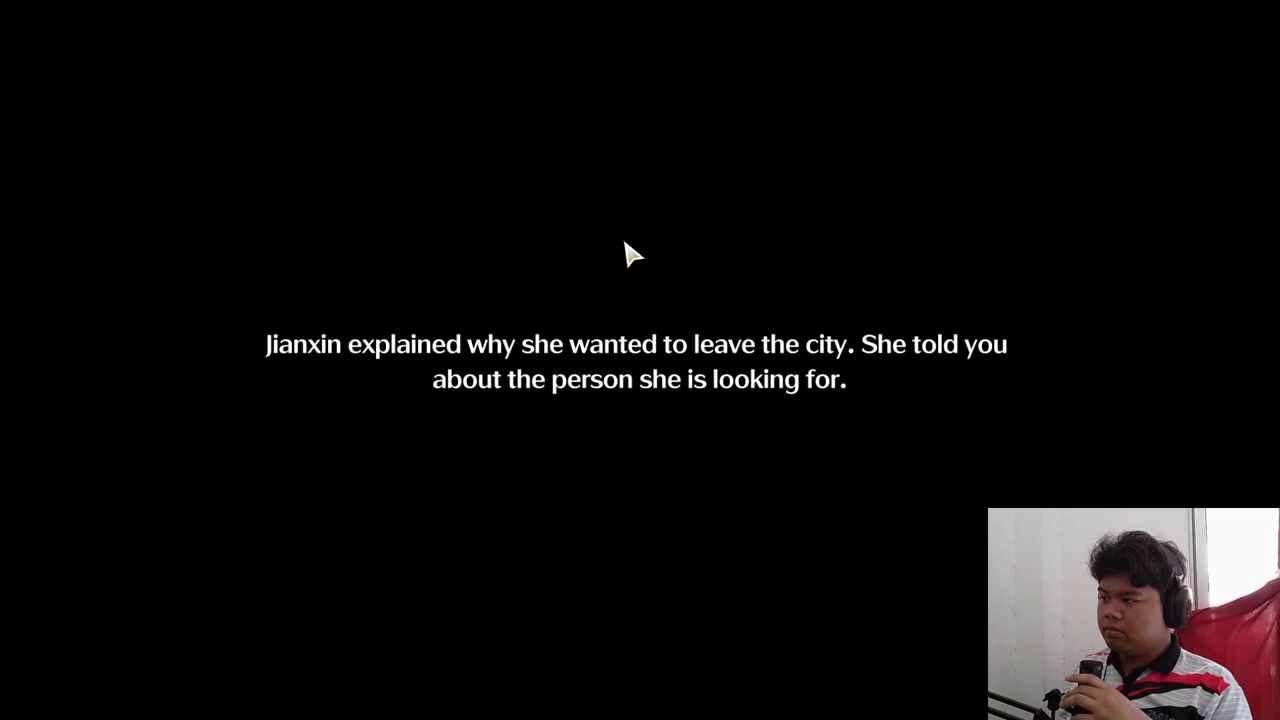 Jianxin explained why she wanted to leave the city. She told you
about the person she is looking for.